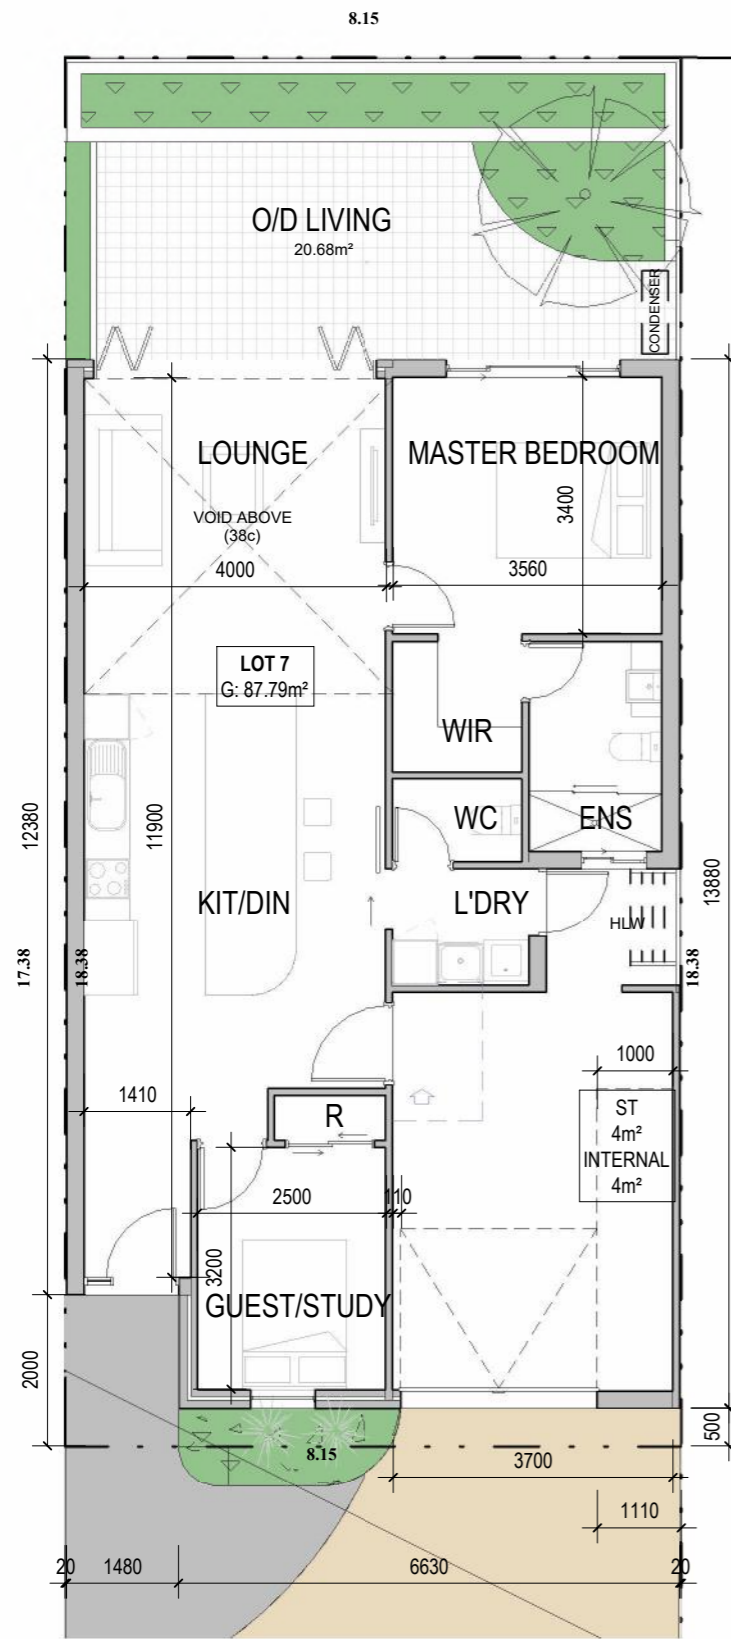 8.15
O/D LIVING
20.68m²
CONDENSER
LOUNGE
MASTER BEDROOM
VOID ABOVE
(38c)
3400
4000
3560
LOT 7
G: 87.79m²
WIR
WC
ENS
12380
11900
13880
KIT/DIN
L'DRY
HLW
17.38
18.38
18.38
1000
1410
R
ST
4m²
INTERNAL
4m²
2500
110
3200
GUEST/STUDY
2000
500
8.15
3700
1110
20
1480
6630
20